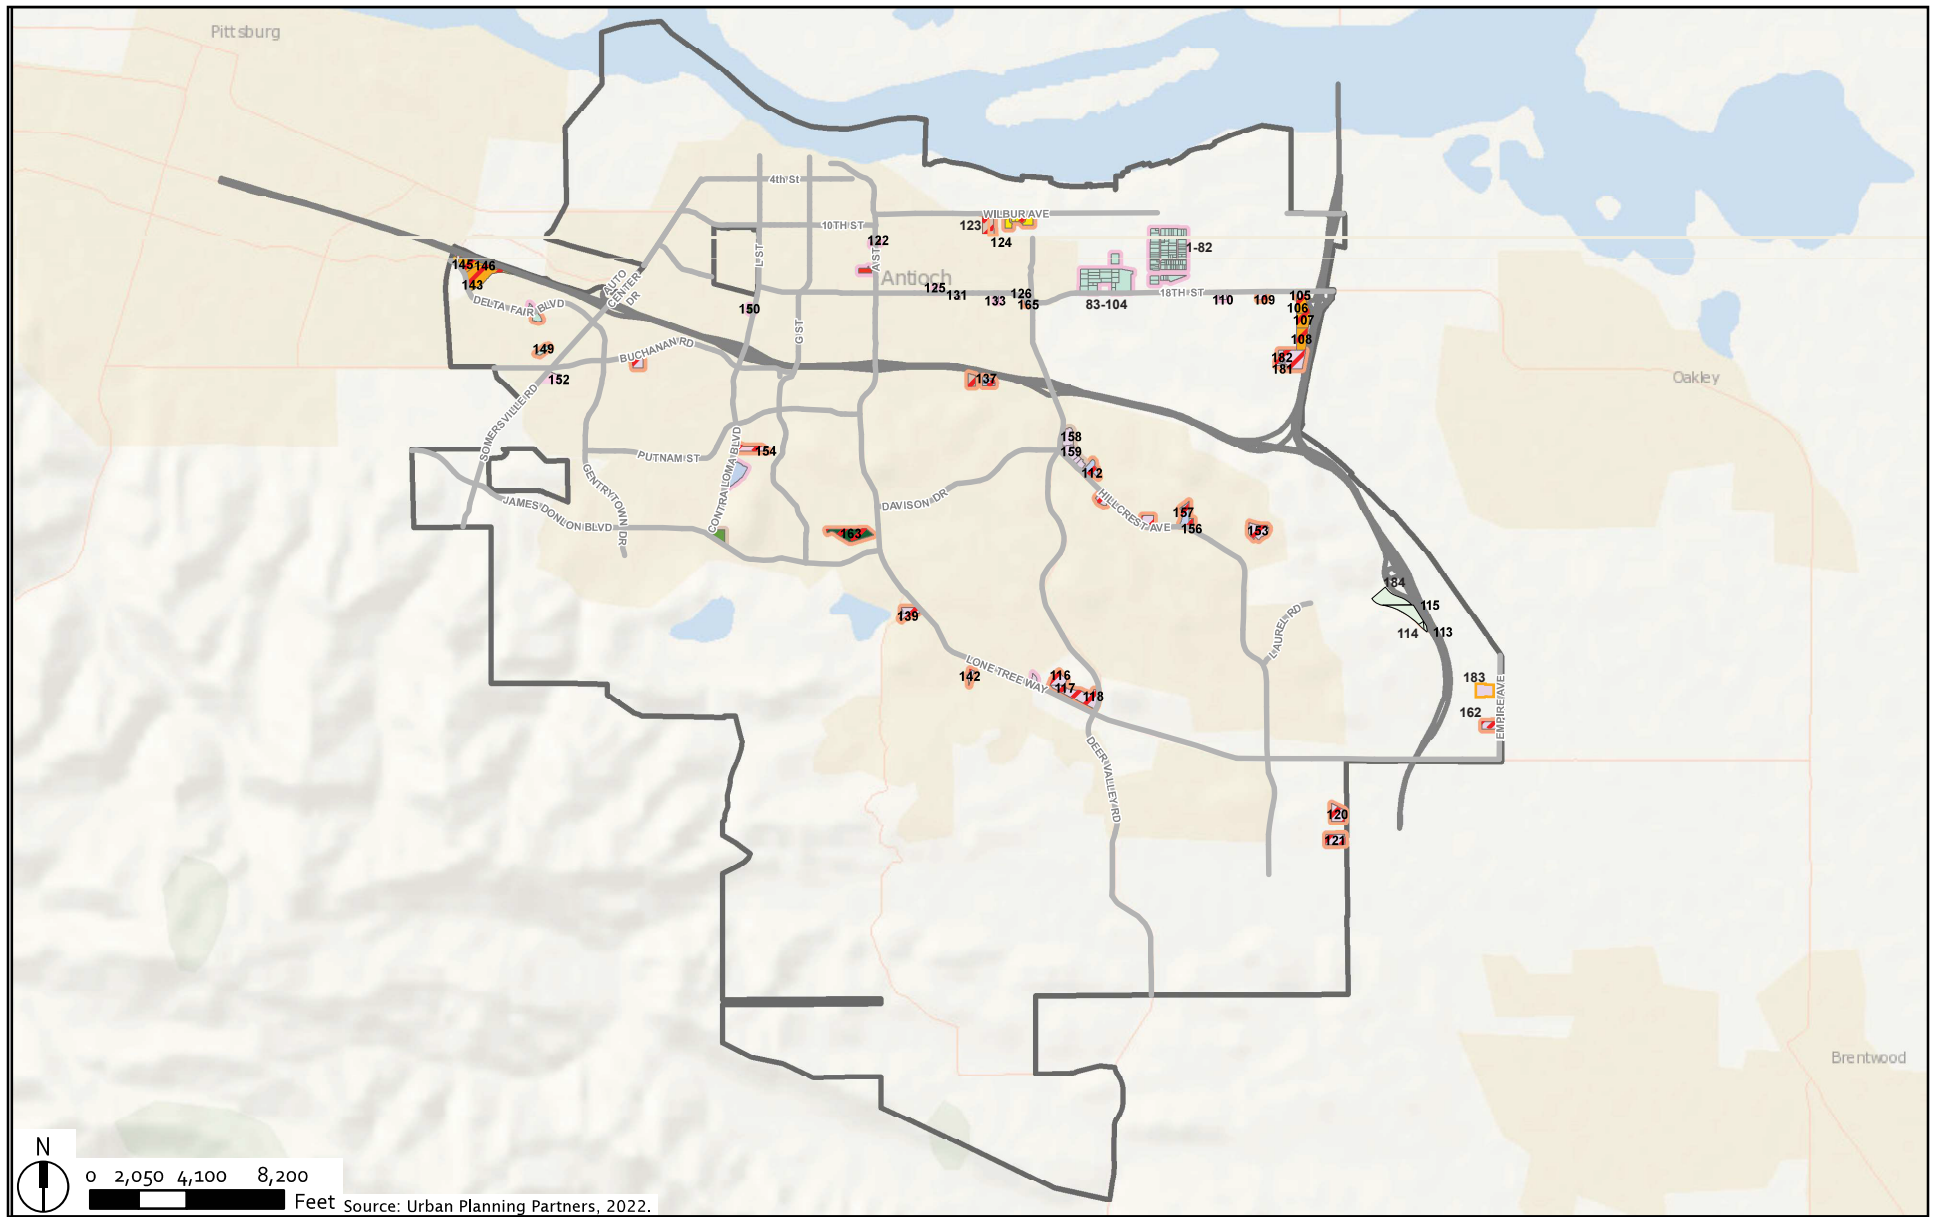 Pittsburg
4th St
WILBUR AVE
10TH ST
123
124
122
1-82
L ST
A ST
Antioch
145
146
143
AUTO
CENTER
DR
DELTA FAIR BLVD
125
131
133
126
165
83-104
18TH ST
110
109
105
106
107
108
150
G ST
149
BUCHANAN RD
182
181
152
137
Oakley
SOMERSVILLE RD
158
159
112
154
PUTNAM ST
CONTRA LOMA BLVD
GENTRYTOWN DR
DAVISON DR
HILLCREST AVE
JAMES DONLON BLVD
157
156
153
163
184
115
114
113
139
LAUREL RD
LONE TREE WAY
142
116
117
118
183
162
EMPIRE AVE
DEER VALLEY RD
120
121
Brentwood
N
0 2,050 4,100 8,200
Feet
Source: Urban Planning Partners, 2022.